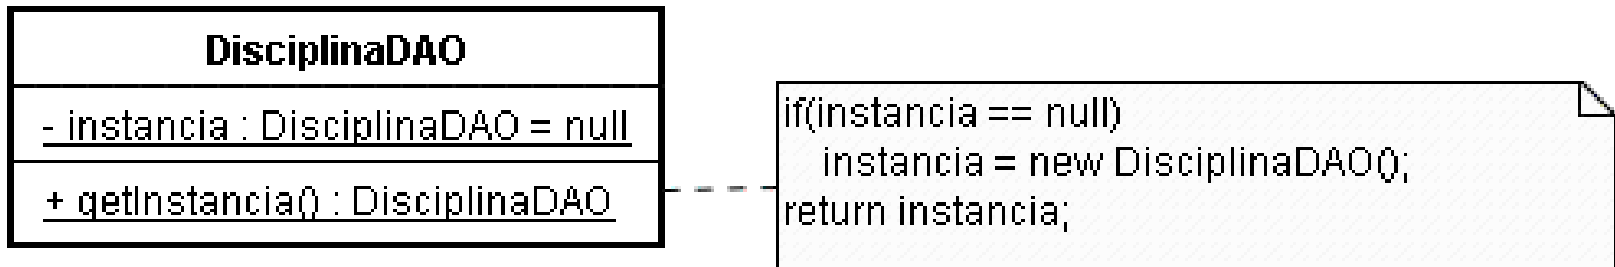 DisciplinaDAO
- instancia : DisciplinaDAO = null
+ getInstancia() : DisciplinaDAO
if(instancia == null)
instancia = new DisciplinaDAO();
return instancia;